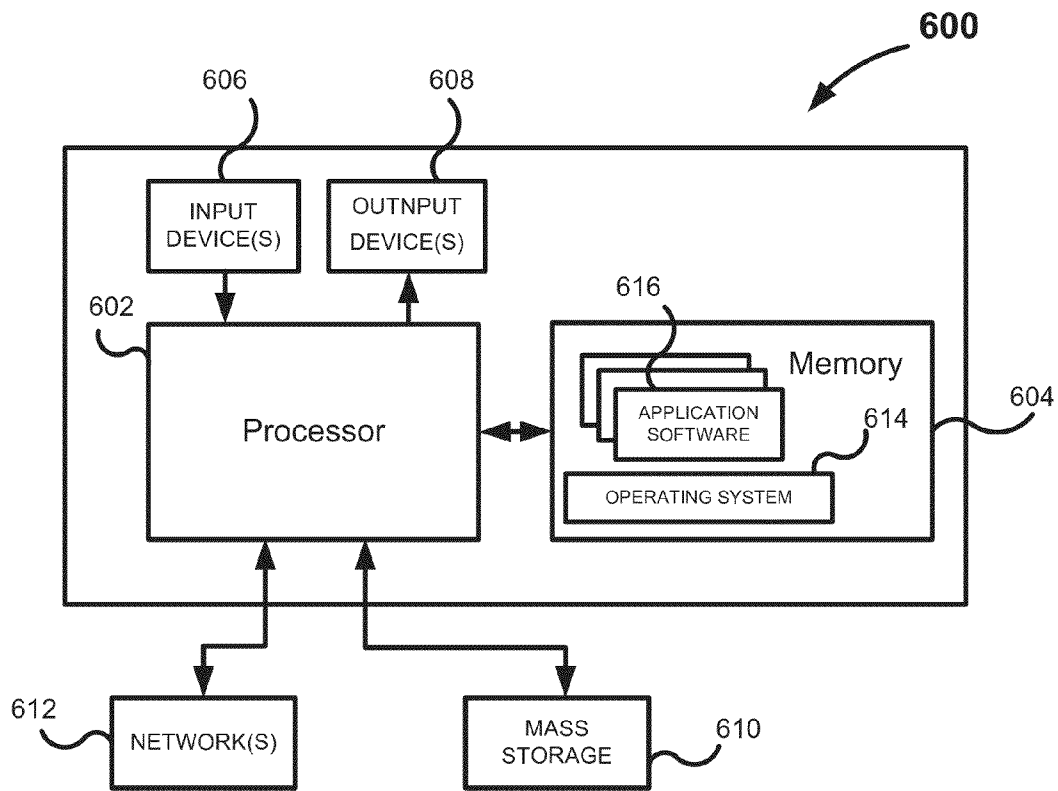 600
606
608
INPUT
DEVICE(S)
OUTNPUT
DEVICE(S)
602
616
Processor
Memory
APPLICATION
SOFTWARE
604
614
OPERATING SYSTEM
612
NETWORK(S)
MASS
STORAGE
610